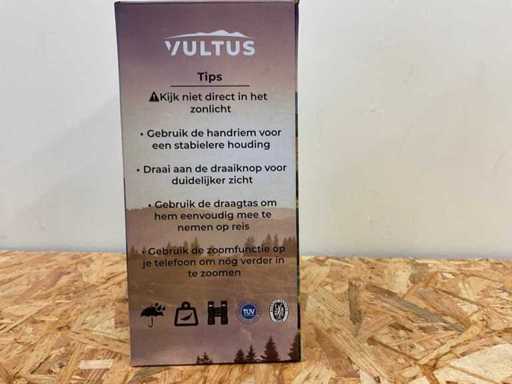 VULTUS
Tips
⚠Kijk niet direct in het
zonlicht
• Gebruik de handriem voor
een stabielere houding
• Draai aan de draaiknop voor
duidelijker zicht
• Gebruik de draagtas om
hem eenvoudig mee te
nemen op reis
• Gebruik de zoomfunctie op
je telefoon om nog verder in
te zoomen
TÜV